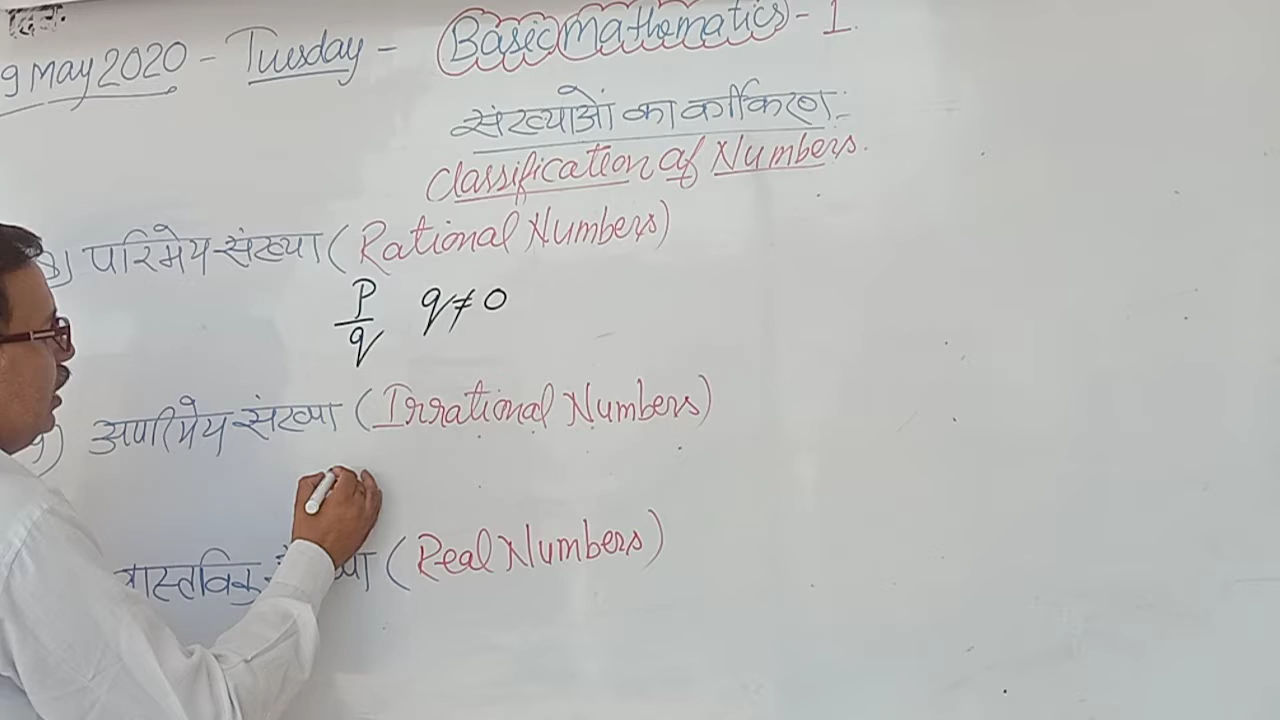 9 May 2020 - Tuesday - Basic Mathematics - 1.
संख्याओं का वर्गीकरण:-
Classification of Numbers.
परिमेय संख्या (Rational Numbers)
p/q q≠0
अपरिमेय संख्या (Irrational Numbers)
(Real Numbers)